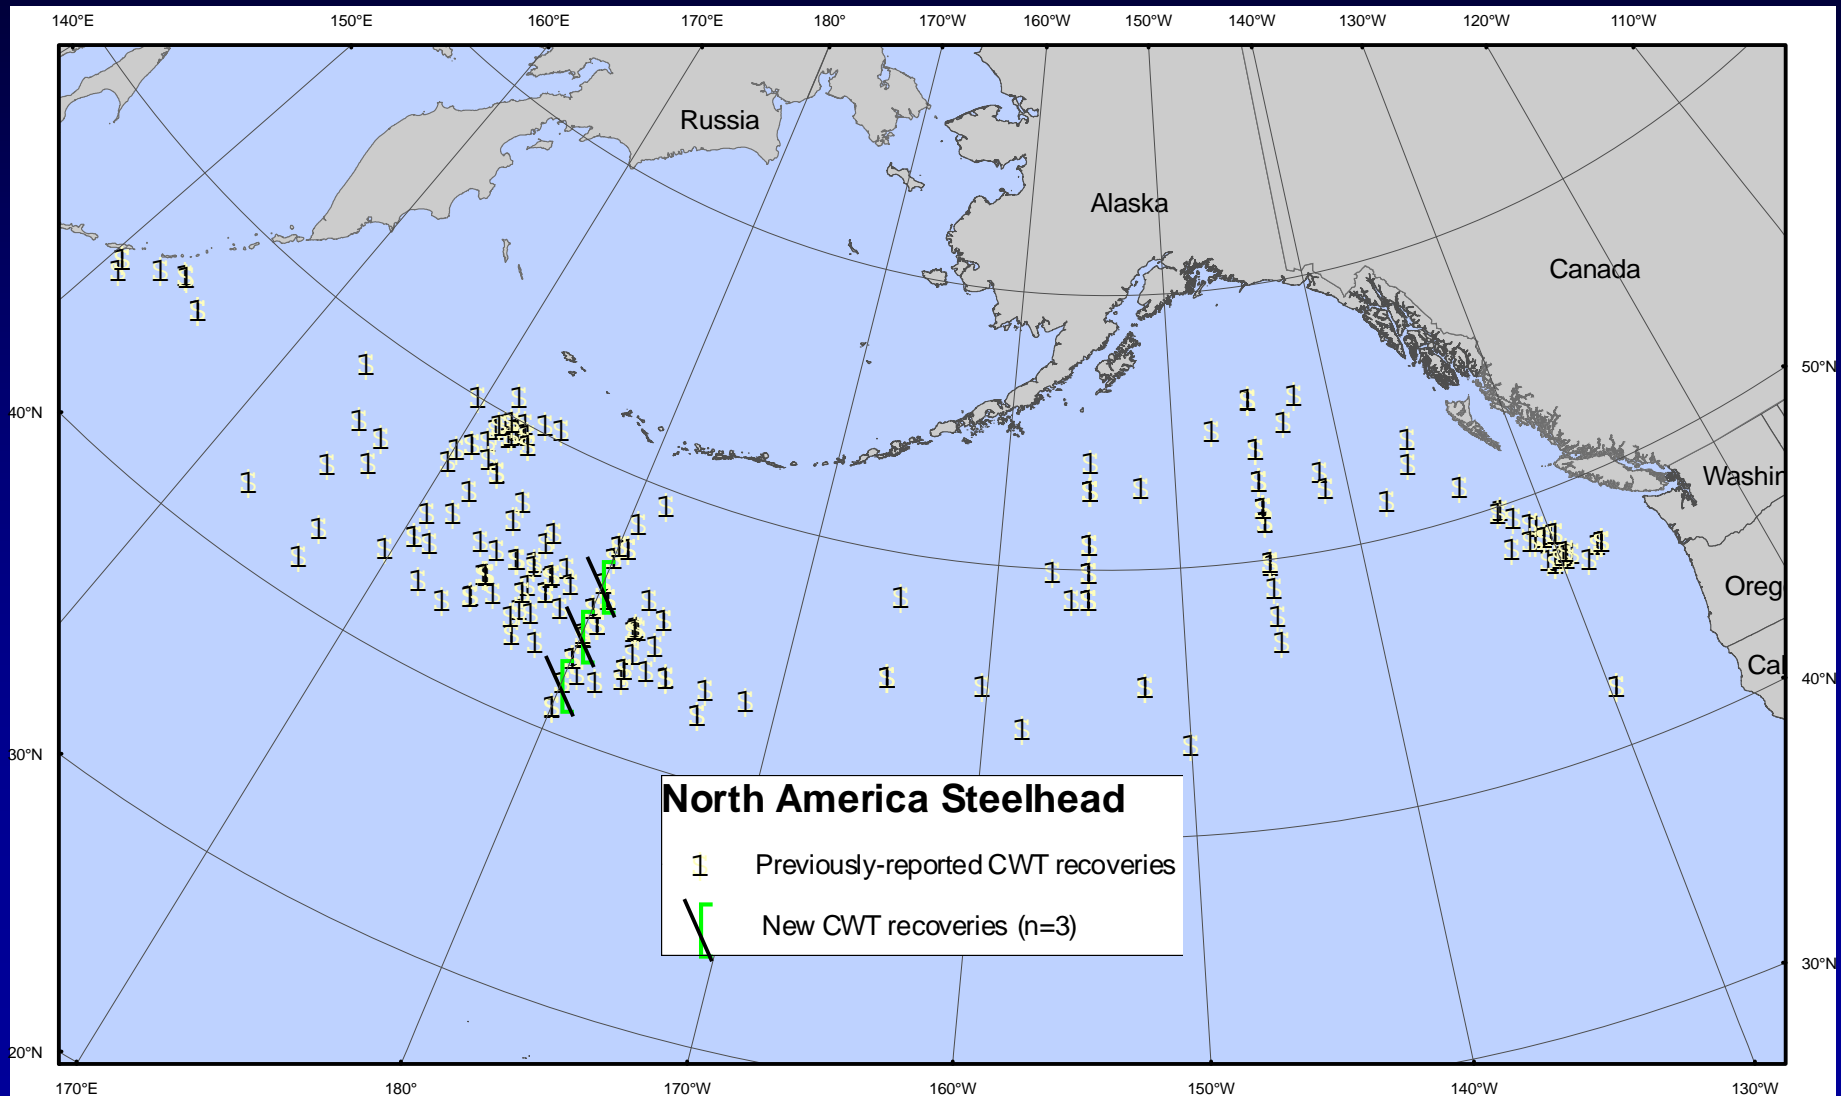 140°E 150°E 160°E 170°E 180° 170°W 160°W 150°W 140°W 130°W 120°W 110°W
Russia
Alaska
Canada
50°N
40°N
Washin
Oreg
Cal
40°N
30°N
North America Steelhead
1 Previously-reported CWT recoveries
New CWT recoveries (n=3)
30°N
20°N
170°E 180° 170°W 160°W 150°W 140°W 130°W